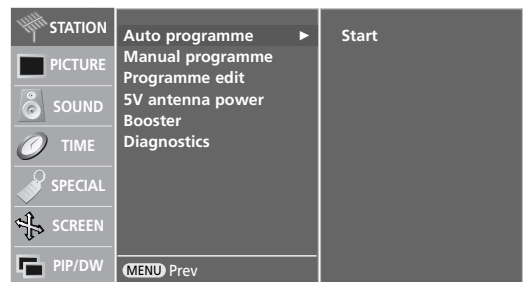 STATION
PICTURE
SOUND
TIME
SPECIAL
SCREEN
PIP/DW
Auto programme ►
Manual programme
Programme edit
5V antenna power
Booster
Diagnostics
MENU Prev
Start